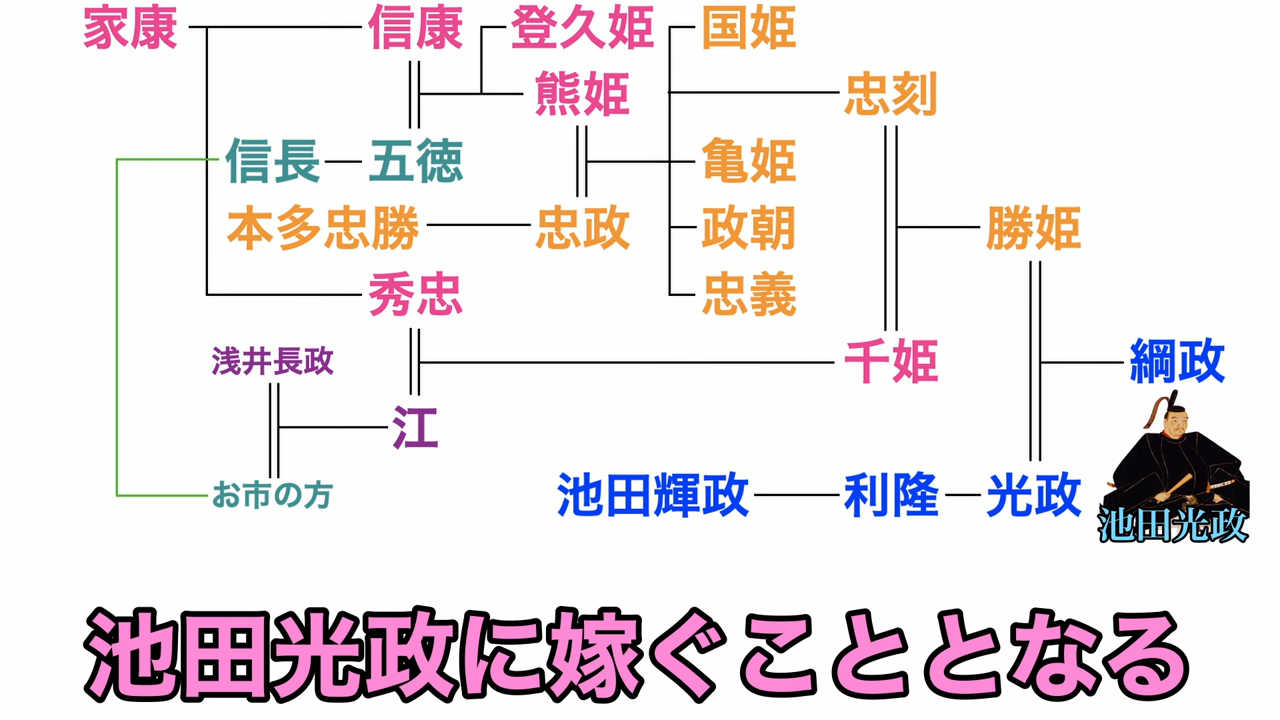 家康 信康 登久姫 国姫
熊姫 忠刻
信長 五徳 亀姫
本多忠勝 忠政 政朝 勝姫
秀忠 忠義
浅井長政 千姫 綱政
江
お市の方 池田輝政 利隆 光政
池田光政
池田光政に嫁ぐこととなる